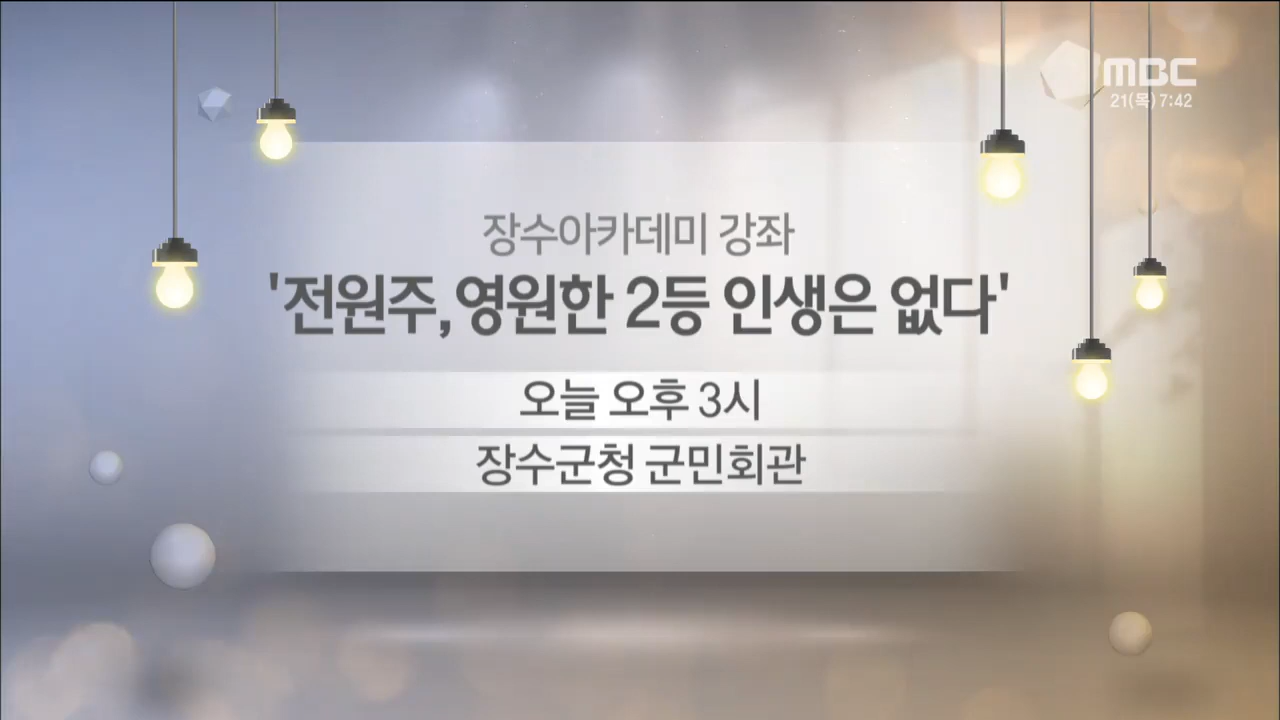 MBC
21(목) 7:42
장수아카데미 강좌
'전원주, 영원한 2등 인생은 없다'
오늘 오후 3시
장수군청 군민회관